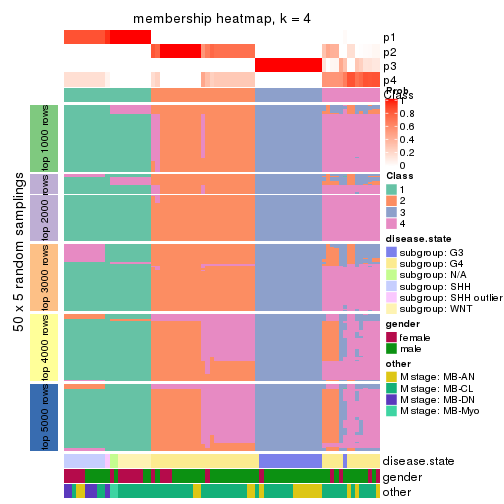 membership heatmap, k = 4
p1
p2
p3
p4
Prob
Class
0.8
0.6
0.4
0.2
0
Class
1
2
3
4
disease.state
subgroup: G3
subgroup: G4
subgroup: N/A
subgroup: SHH
subgroup: SHH outlier
subgroup: WNT
gender
female
male
other
M stage: MB-AN
M stage: MB-CL
M stage: MB-DN
M stage: MB-Myo
50 x 5 random samplings
top 1000 rows
top 2000 rows
top 3000 rows
top 4000 rows
top 5000 rows
disease.state
gender
other